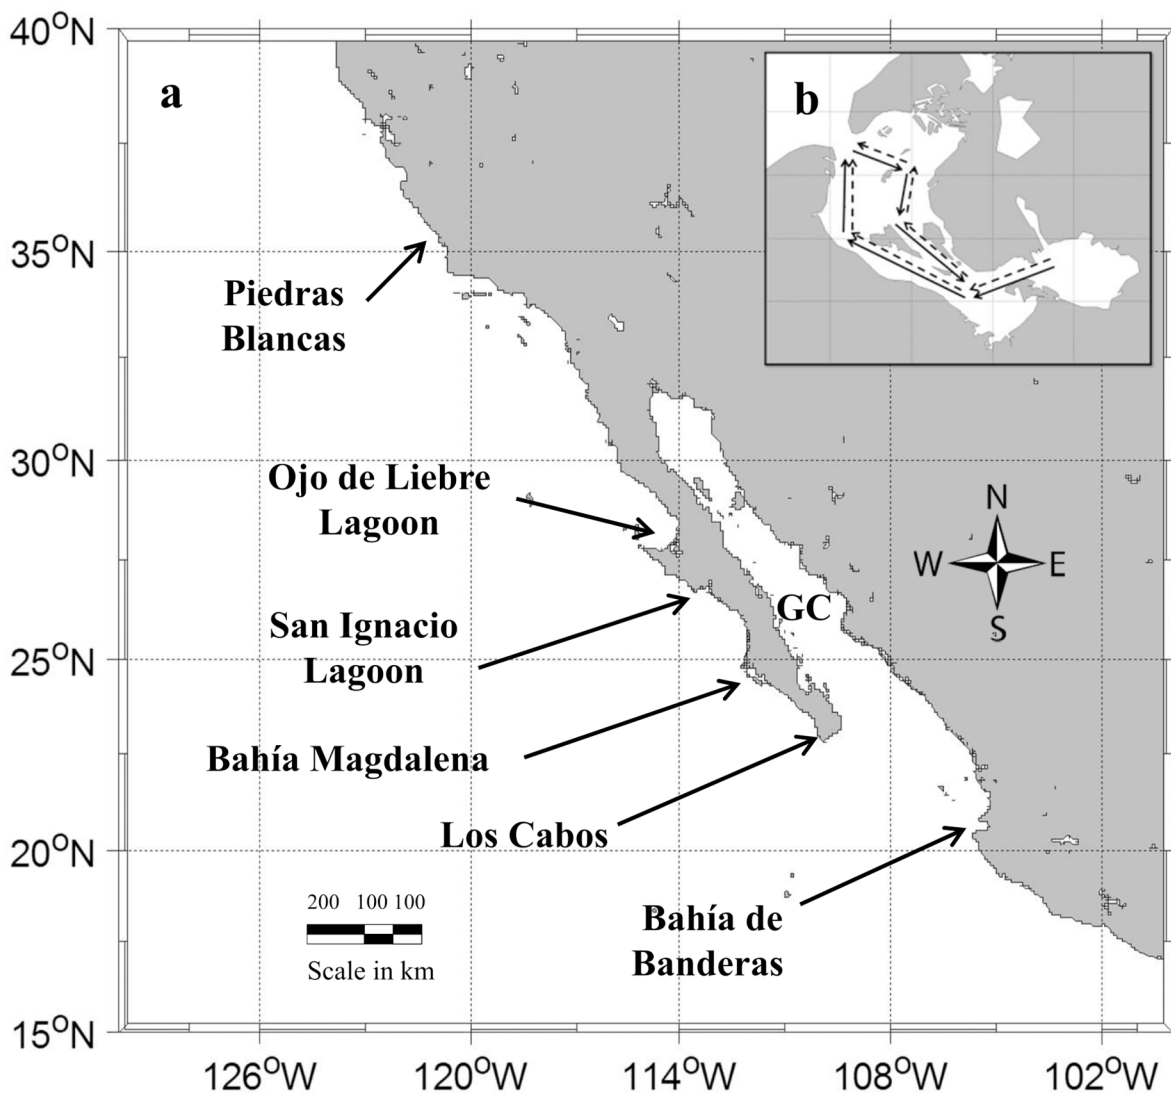 40°N
a
b
35°N
Piedras
Blancas
30°N
Ojo de Liebre
Lagoon
N
W
E
S
GC
San Ignacio
Lagoon
25°N
Bahía Magdalena
Los Cabos
20°N
200 100 100
Scale in km
Bahía de
Banderas
15°N
126°W 120°W 114°W 108°W 102°W